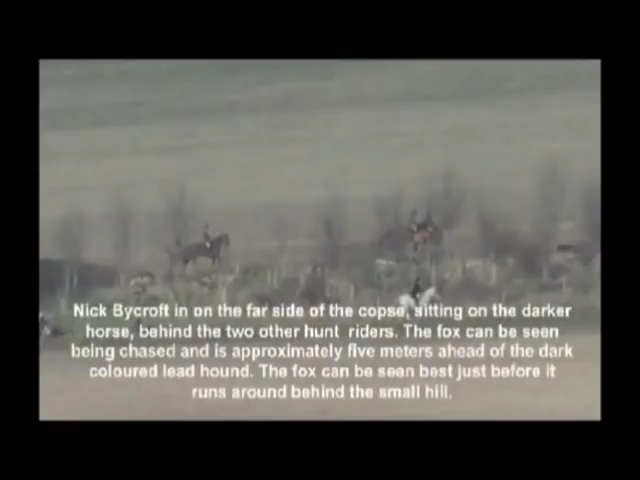 Nick Bycroft in on the far side of the copse, sitting on the darker
horse, behind the two other hunt riders. The fox can be seen
being chased and is approximately five meters ahead of the dark
coloured lead hound. The fox can be seen best just before it
runs around behind the small hill.